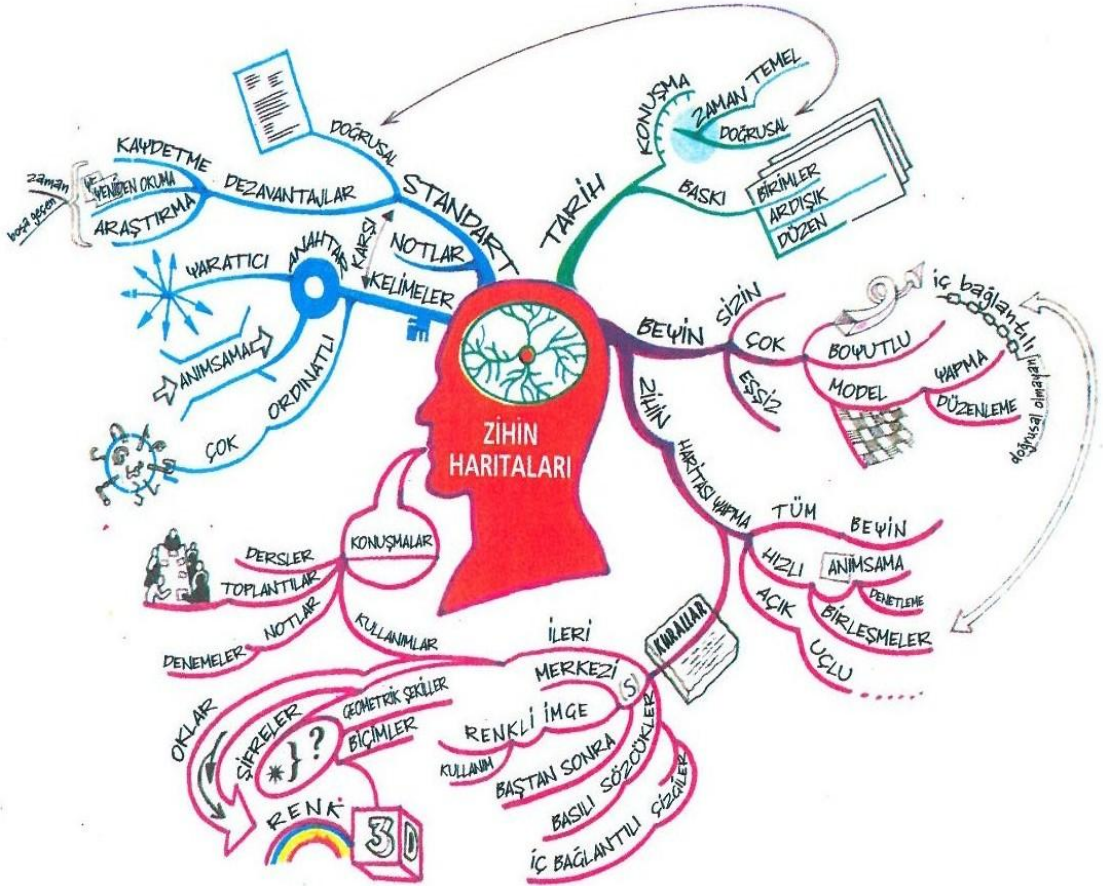 ZİHİN
HARITALARI
TARİH
KONUŞMA
ZAMAN
TEMEL
DOĞRUSAL
BASKI
BİRİMLER
ARDIŞIK
DÜZEN
BEYİN
SİZİN
ÇOK
EŞSİZ
BOYUTLU
MODEL
YAPMA
DÜZENLEME
iç bağlantılı
doğrusal olmayan
ZİHİN
HARİTASI YAPMA
TÜM
BEYİN
HIZLI
ANIMSAMA
DENETLEME
BİRLEŞMELER
AÇIK
UÇLU
KURALLAR
(S)
MERKEZİ
RENKLİ İMGE
KULLANIM
BAŞTAN SONRA
BASILI SÖZCÜKLER
İÇ BAĞLANTILI ÇİZGİLER
İLERİ
KULLANIMLAR
KONUŞMALAR
DERSLER
TOPLANTILAR
NOTLAR
DENEMELER
OKLAR
ŞİFRELER
* } ?
GEOMETRİK ŞEKİLLER
BİÇİMLER
RENK
3D
KELİMELER
ANAHTAR
KARŞI
YARATICI
ANIMSAMA
ÇOK
ORDINATLI
STANDART
NOTLAR
DOĞRUSAL
DEZAVANTAJLAR
KAYDETME
YENİDEN OKUMA
ARAŞTIRMA
zaman
boşa geçen